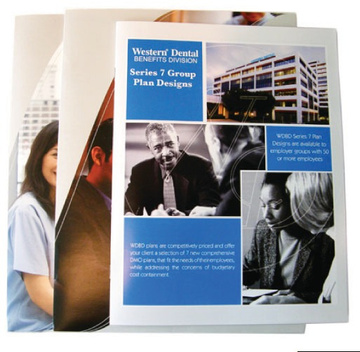 Western® Dental
BENEFITS DIVISION
Series 7 Group
Plan Designs
WDBD Series 7 Plan
Designs are available to
employer groups with 50
or more employees.
WDBD plans are competitively priced and offer
your client a selection of 7 new comprehensive
DMO plans, that fit the needs of their employees,
while addressing the concerns of budgetary
cost containment.